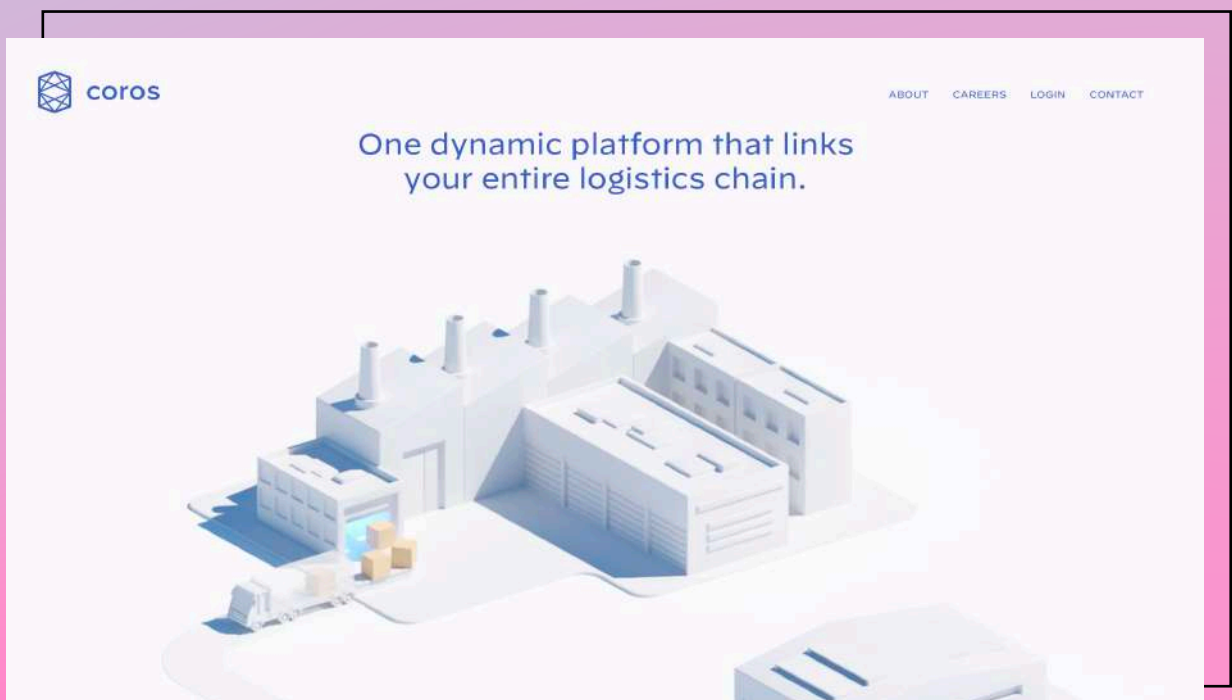 coros
ABOUT CAREERS LOGIN CONTACT
One dynamic platform that links
your entire logistics chain.